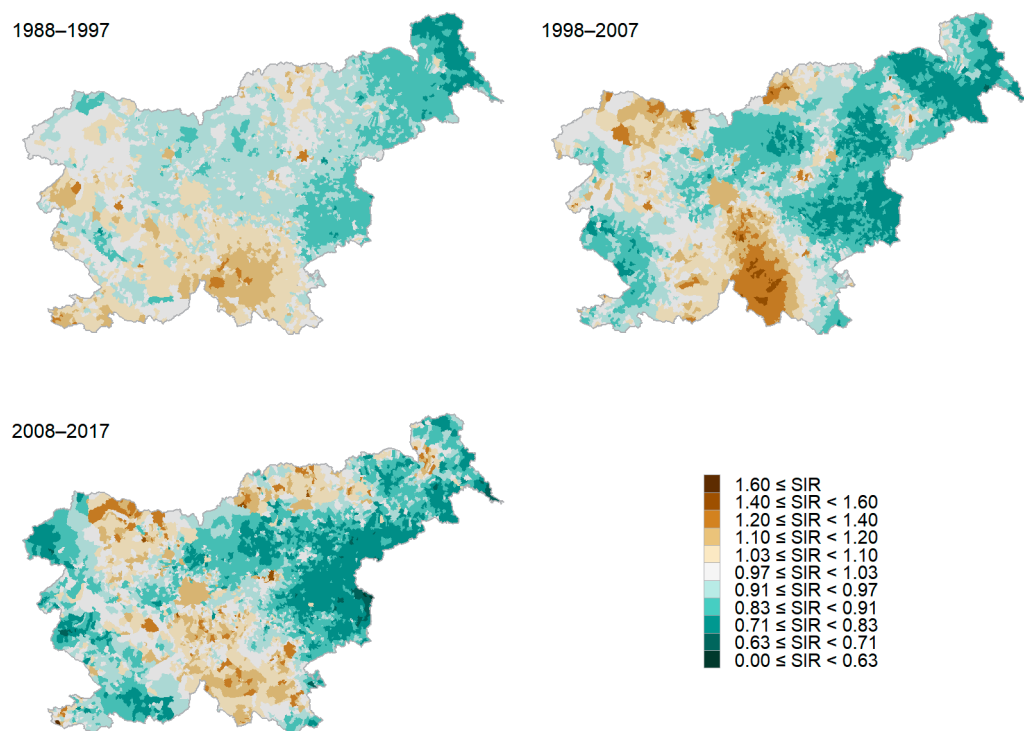 1988–1997
1998–2007
2008–2017
1.60 ≤ SIR
1.40 ≤ SIR < 1.60
1.20 ≤ SIR < 1.40
1.10 ≤ SIR < 1.20
1.03 ≤ SIR < 1.10
0.97 ≤ SIR < 1.03
0.91 ≤ SIR < 0.97
0.83 ≤ SIR < 0.91
0.71 ≤ SIR < 0.83
0.63 ≤ SIR < 0.71
0.00 ≤ SIR < 0.63